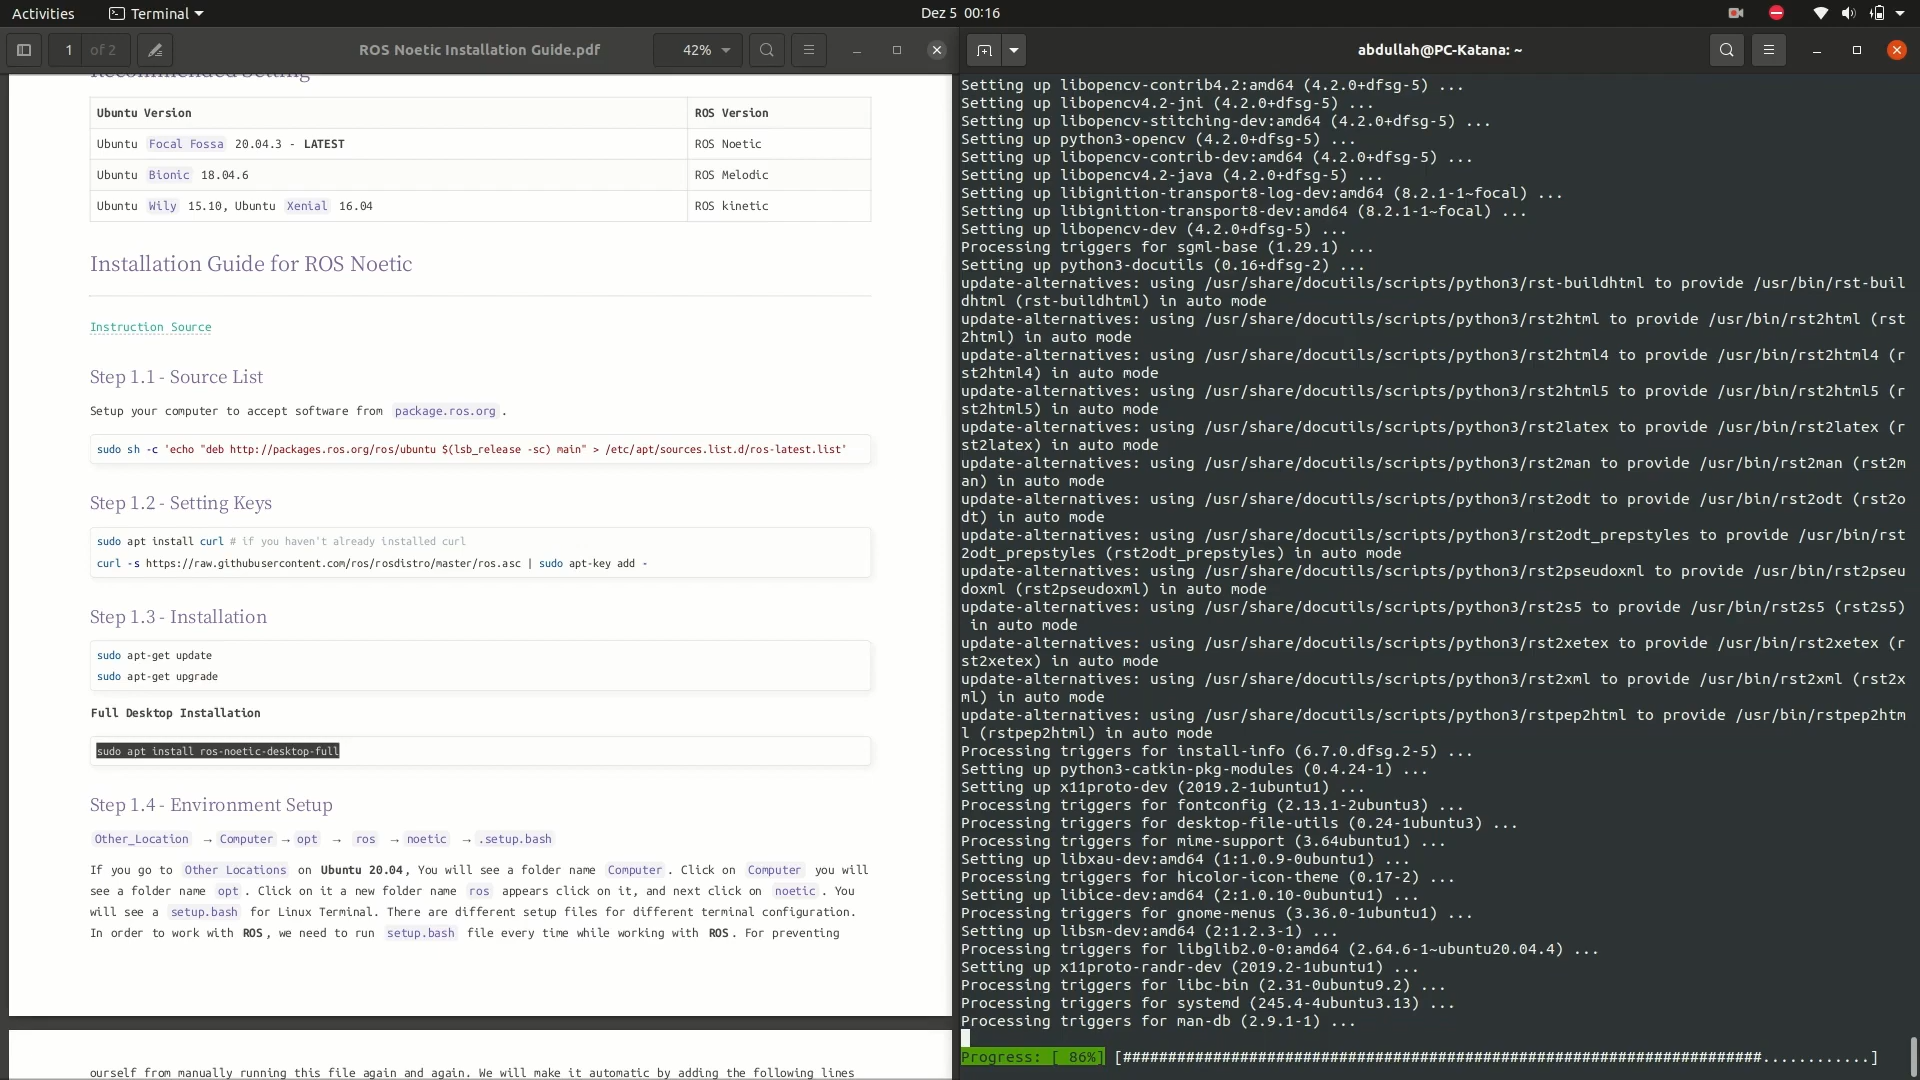 Activities
Terminal
Dez 5 00:16
1 of 2
ROS Noetic Installation Guide.pdf
42%
Recommended Setting
Ubuntu Version ROS Version
Ubuntu Focal Fossa 20.04.3 - LATEST ROS Noetic
Ubuntu Bionic 18.04.6 ROS Melodic
Ubuntu Wily 15.10, Ubuntu Xenial 16.04 ROS kinetic
Installation Guide for ROS Noetic
Instruction Source
Step 1.1 - Source List
Setup your computer to accept software from package.ros.org.
sudo sh -c 'echo "deb http://packages.ros.org/ros/ubuntu $(lsb_release -sc) main" > /etc/apt/sources.list.d/ros-latest.list'
Step 1.2 - Setting Keys
sudo apt install curl # if you haven't already installed curl
curl -s https://raw.githubusercontent.com/ros/rosdistro/master/ros.asc | sudo apt-key add -
Step 1.3 - Installation
sudo apt-get update
sudo apt-get upgrade
Full Desktop Installation
sudo apt install ros-noetic-desktop-full
Step 1.4 - Environment Setup
Other_Location → Computer → opt → ros → noetic → .setup.bash
If you go to Other Locations on Ubuntu 20.04, You will see a folder name Computer. Click on Computer you will
see a folder name opt. Click on it a new folder name ros appears click on it, and next click on noetic. You
will see a setup.bash for Linux Terminal. There are different setup files for different terminal configuration.
In order to work with ROS, we need to run setup.bash file every time while working with ROS. For preventing
ourself from manually running this file again and again. We will make it automatic by adding the following lines
abdullah@PC-Katana: ~
Setting up libopencv-contrib4.2:amd64 (4.2.0+dfsg-5) ...
Setting up libopencv4.2-jni (4.2.0+dfsg-5) ...
Setting up libopencv-stitching-dev:amd64 (4.2.0+dfsg-5) ...
Setting up python3-opencv (4.2.0+dfsg-5) ...
Setting up libopencv-contrib-dev:amd64 (4.2.0+dfsg-5) ...
Setting up libopencv4.2-java (4.2.0+dfsg-5) ...
Setting up libignition-transport8-log-dev:amd64 (8.2.1-1~focal) ...
Setting up libignition-transport8-dev:amd64 (8.2.1-1~focal) ...
Setting up libopencv-dev (4.2.0+dfsg-5) ...
Processing triggers for sgml-base (1.29.1) ...
Setting up python3-docutils (0.16+dfsg-2) ...
update-alternatives: using /usr/share/docutils/scripts/python3/rst-buildhtml to provide /usr/bin/rst-buil
dhtml (rst-buildhtml) in auto mode
update-alternatives: using /usr/share/docutils/scripts/python3/rst2html to provide /usr/bin/rst2html (rst
2html) in auto mode
update-alternatives: using /usr/share/docutils/scripts/python3/rst2html4 to provide /usr/bin/rst2html4 (r
st2html4) in auto mode
update-alternatives: using /usr/share/docutils/scripts/python3/rst2html5 to provide /usr/bin/rst2html5 (r
st2html5) in auto mode
update-alternatives: using /usr/share/docutils/scripts/python3/rst2latex to provide /usr/bin/rst2latex (r
st2latex) in auto mode
update-alternatives: using /usr/share/docutils/scripts/python3/rst2man to provide /usr/bin/rst2man (rst2m
an) in auto mode
update-alternatives: using /usr/share/docutils/scripts/python3/rst2odt to provide /usr/bin/rst2odt (rst2o
dt) in auto mode
update-alternatives: using /usr/share/docutils/scripts/python3/rst2odt_prepstyles to provide /usr/bin/rst
2odt_prepstyles (rst2odt_prepstyles) in auto mode
update-alternatives: using /usr/share/docutils/scripts/python3/rst2pseudoxml to provide /usr/bin/rst2pseu
doxml (rst2pseudoxml) in auto mode
update-alternatives: using /usr/share/docutils/scripts/python3/rst2s5 to provide /usr/bin/rst2s5 (rst2s5)
in auto mode
update-alternatives: using /usr/share/docutils/scripts/python3/rst2xetex to provide /usr/bin/rst2xetex (r
st2xetex) in auto mode
update-alternatives: using /usr/share/docutils/scripts/python3/rst2xml to provide /usr/bin/rst2xml (rst2x
ml) in auto mode
update-alternatives: using /usr/share/docutils/scripts/python3/rstpep2html to provide /usr/bin/rstpep2htm
l (rstpep2html) in auto mode
Processing triggers for install-info (6.7.0.dfsg.2-5) ...
Setting up python3-catkin-pkg-modules (0.4.24-1) ...
Setting up x11proto-dev (2019.2-1ubuntu1) ...
Processing triggers for fontconfig (2.13.1-2ubuntu3) ...
Processing triggers for desktop-file-utils (0.24-1ubuntu3) ...
Processing triggers for mime-support (3.64ubuntu1) ...
Setting up libxau-dev:amd64 (1:1.0.9-0ubuntu1) ...
Processing triggers for hicolor-icon-theme (0.17-2) ...
Setting up libice-dev:amd64 (2:1.0.10-0ubuntu1) ...
Processing triggers for gnome-menus (3.36.0-1ubuntu1) ...
Setting up libsm-dev:amd64 (2:1.2.3-1) ...
Processing triggers for libglib2.0-0:amd64 (2.64.6-1~ubuntu20.04.4) ...
Setting up x11proto-randr-dev (2019.2-1ubuntu1) ...
Processing triggers for libc-bin (2.31-0ubuntu9.2) ...
Processing triggers for systemd (245.4-4ubuntu3.13) ...
Processing triggers for man-db (2.9.1-1) ...
Progress: [ 86%] [#######################################################################............]